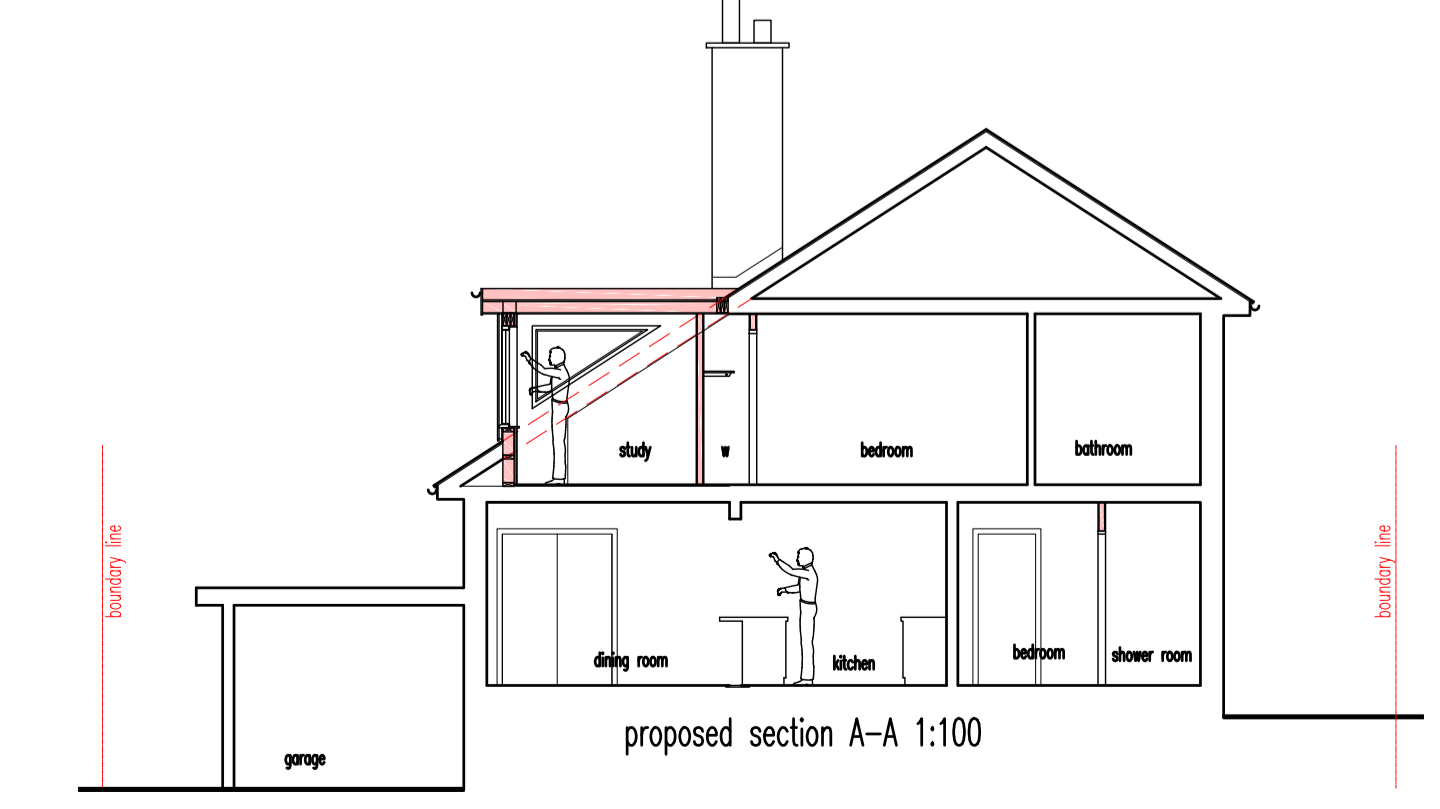 study
w
bedroom
bathroom
boundary line
boundary line
dining room
kitchen
bedroom
shower room
proposed section A-A 1:100
garage